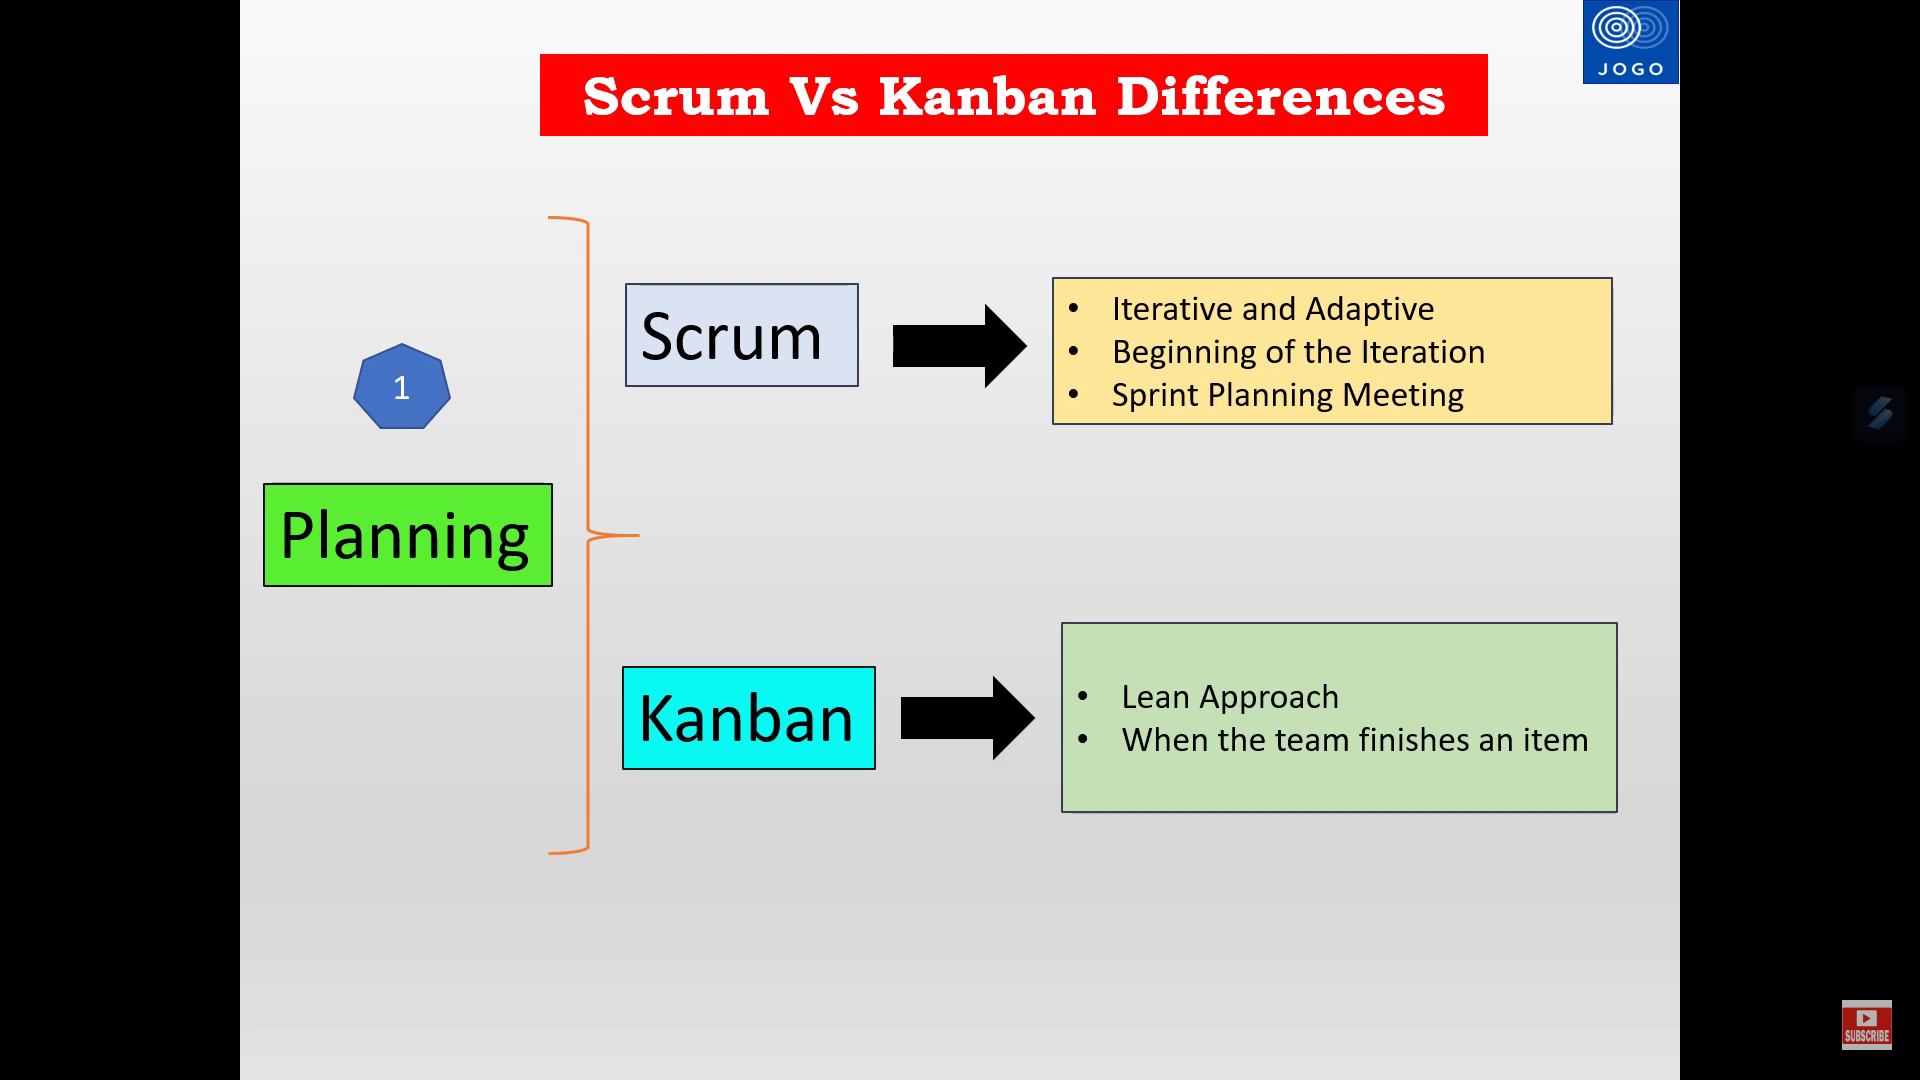 Scrum Vs Kanban Differences
JOGO
1
Planning
Scrum
• Iterative and Adaptive
• Beginning of the Iteration
• Sprint Planning Meeting
Kanban
• Lean Approach
• When the team finishes an item
SUBSCRIBE